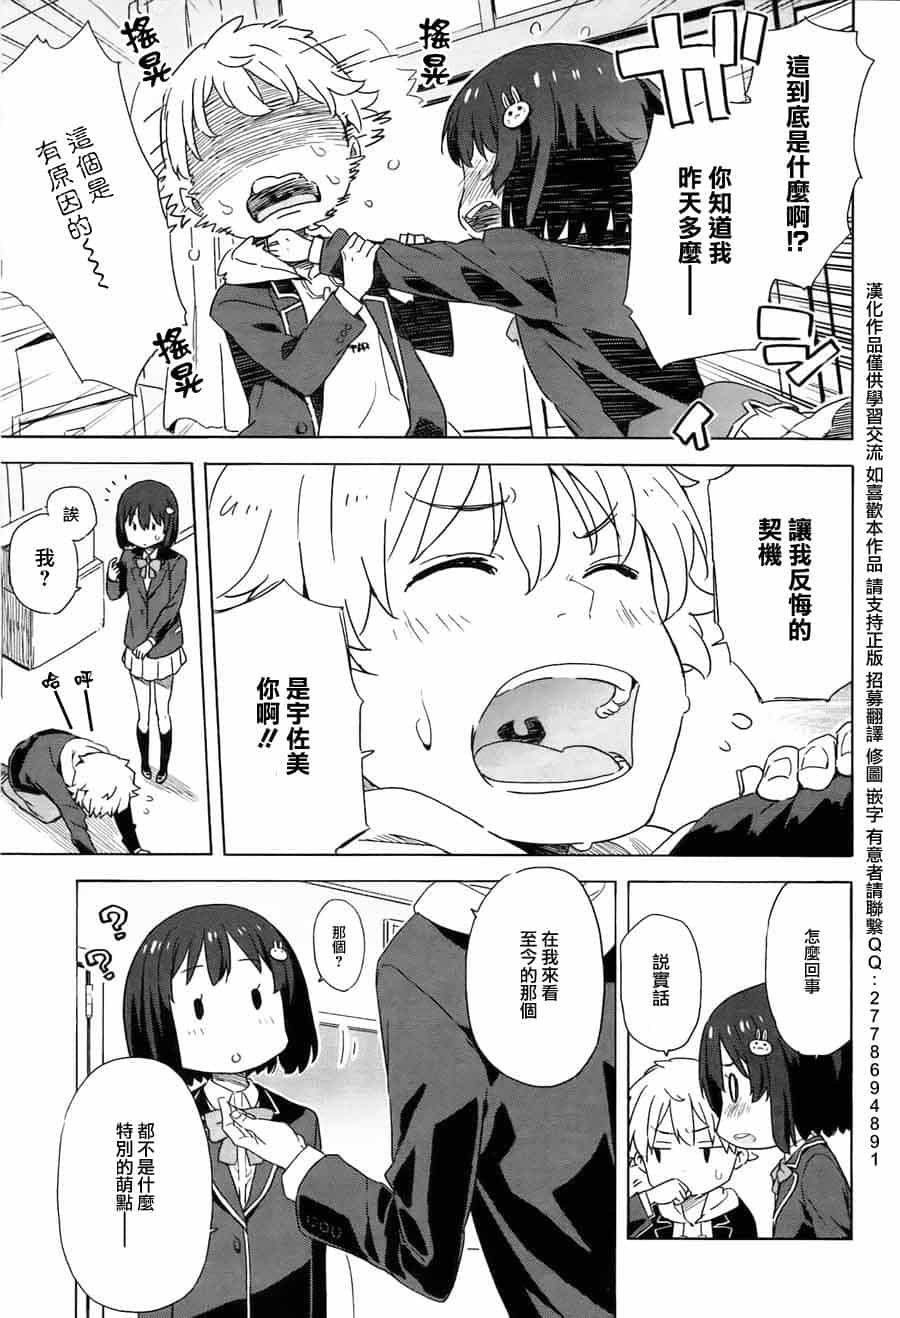 這到底是什麼啊!?
你知道我
昨天多麼——
搖晃
搖晃
這個是
有原因的～
搖晃
讓我反悔的
契機
是宇佐美
你啊!!
誒
我?
呼
哈
怎麼回事
説實話
在我來看
至今的那個
那個?
都不是什麼
特別的萌點——
漢化作品僅供學習交流 如喜歡本作品 請支持正版 招募翻譯 修圖 嵌字 有意者請聯繫QQ:2778694891